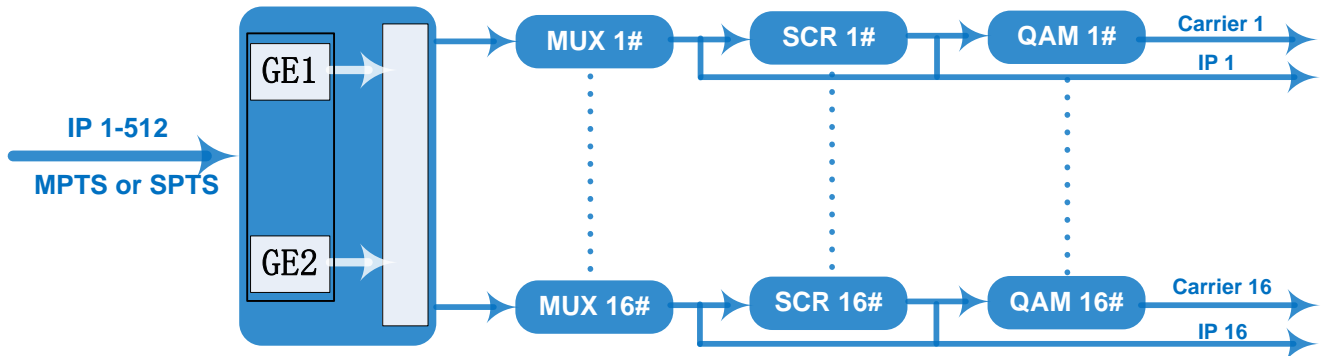 IP 1-512
MPTS or SPTS
GE1
GE2
MUX 1#
SCR 1#
QAM 1#
Carrier 1
IP 1
MUX 16#
SCR 16#
QAM 16#
Carrier 16
IP 16